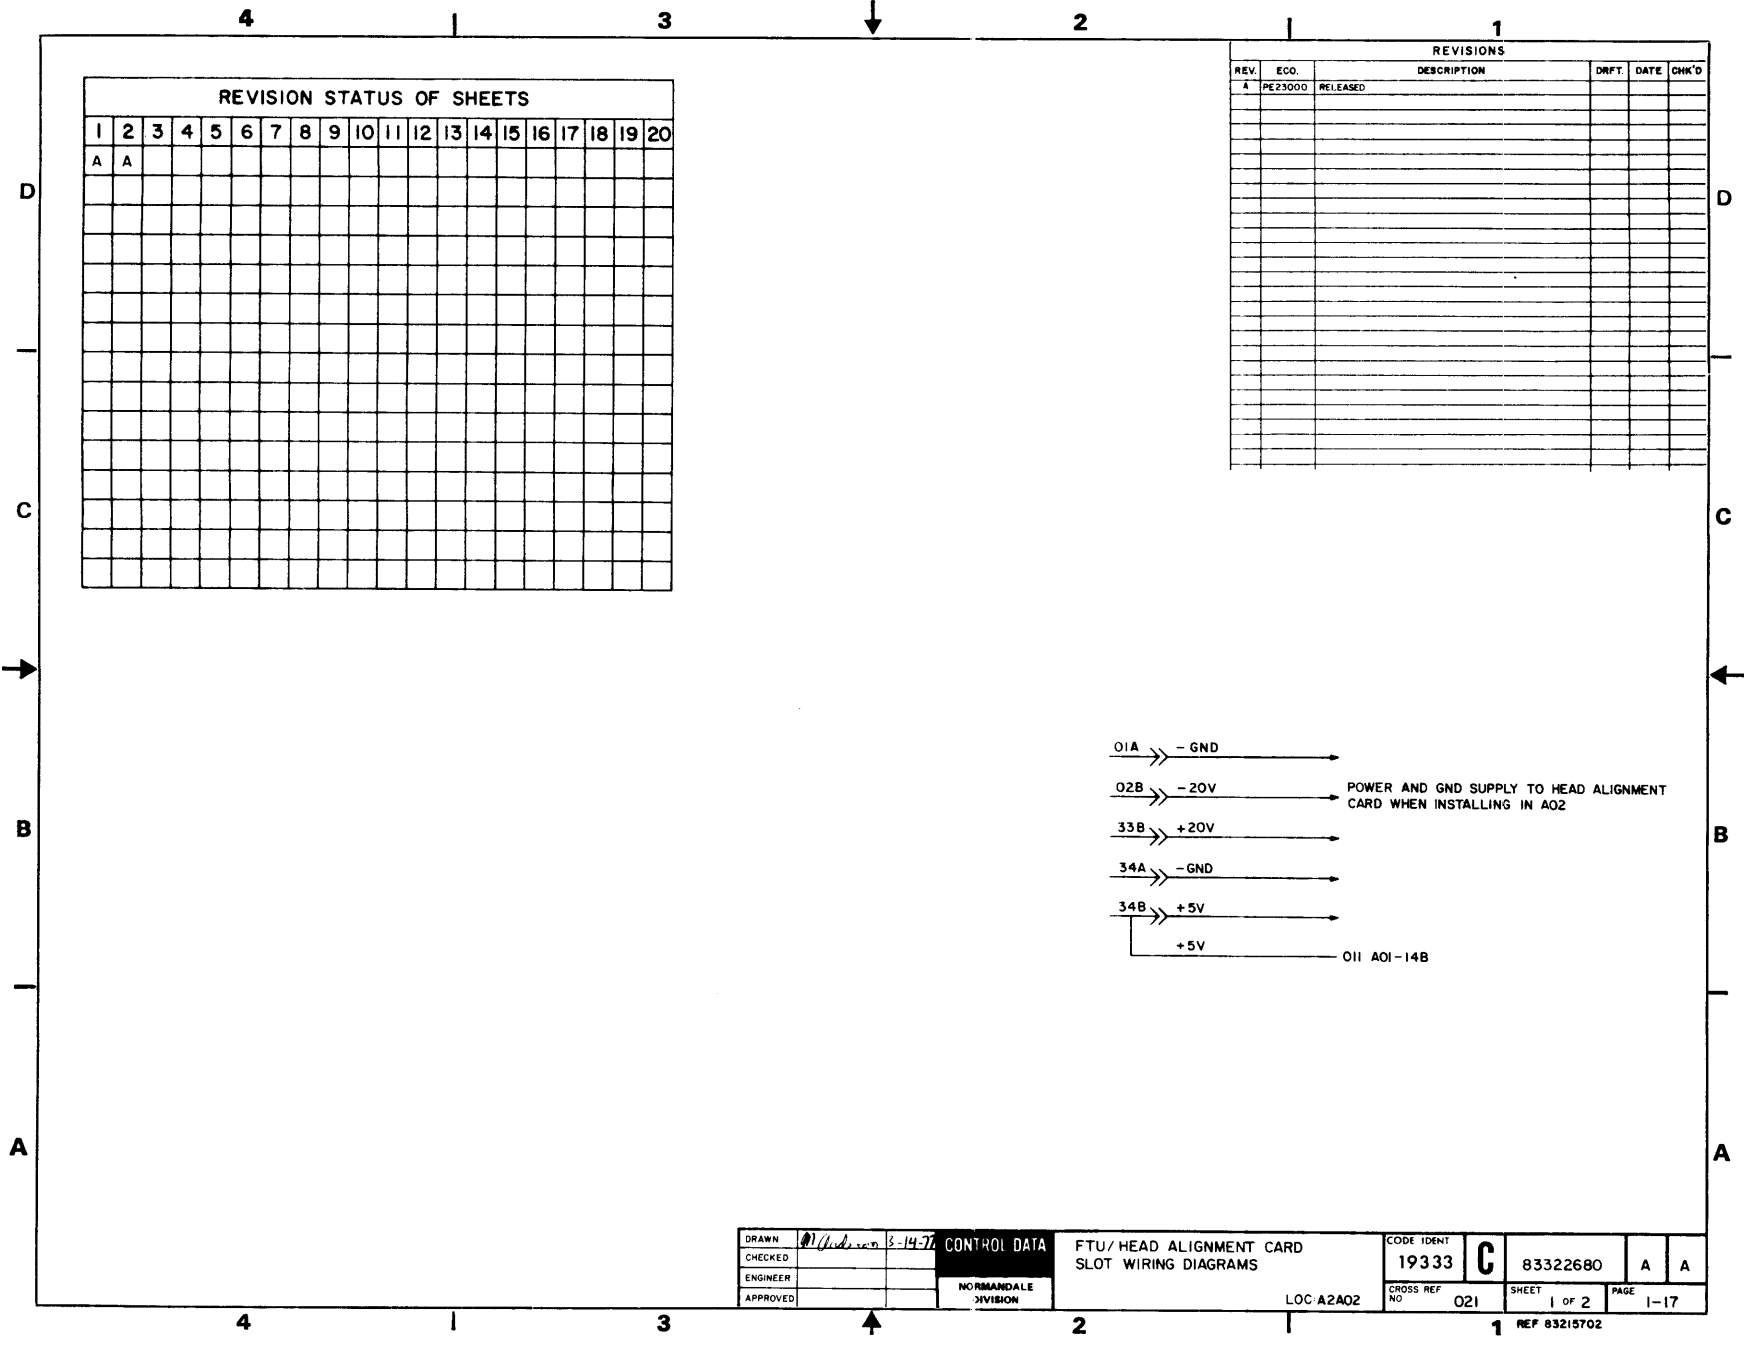 4 3 2 1
REVISIONS
REV. ECO. DESCRIPTION DRFT. DATE CHK'D
A PE23000 RELEASED
REVISION STATUS OF SHEETS
1 2 3 4 5 6 7 8 9 10 11 12 13 14 15 16 17 18 19 20
A A
D D
C C
01A - GND
02B - 20V
POWER AND GND SUPPLY TO HEAD ALIGNMENT
CARD WHEN INSTALLING IN A02
33B +20V
B B
34A - GND
34B +5V
+5V 011 A01-14B
A A
DRAWN M Anderson 3-14-77
CHECKED
ENGINEER
APPROVED
CONTROL DATA
NORMANDALE
DIVISION
FTU/HEAD ALIGNMENT CARD
SLOT WIRING DIAGRAMS
LOC: A2A02
CODE IDENT
19333 C 83322680 A A
CROSS REF
NO 021
SHEET
1 OF 2
PAGE
1-17
4 3 2 1
REF 83215702